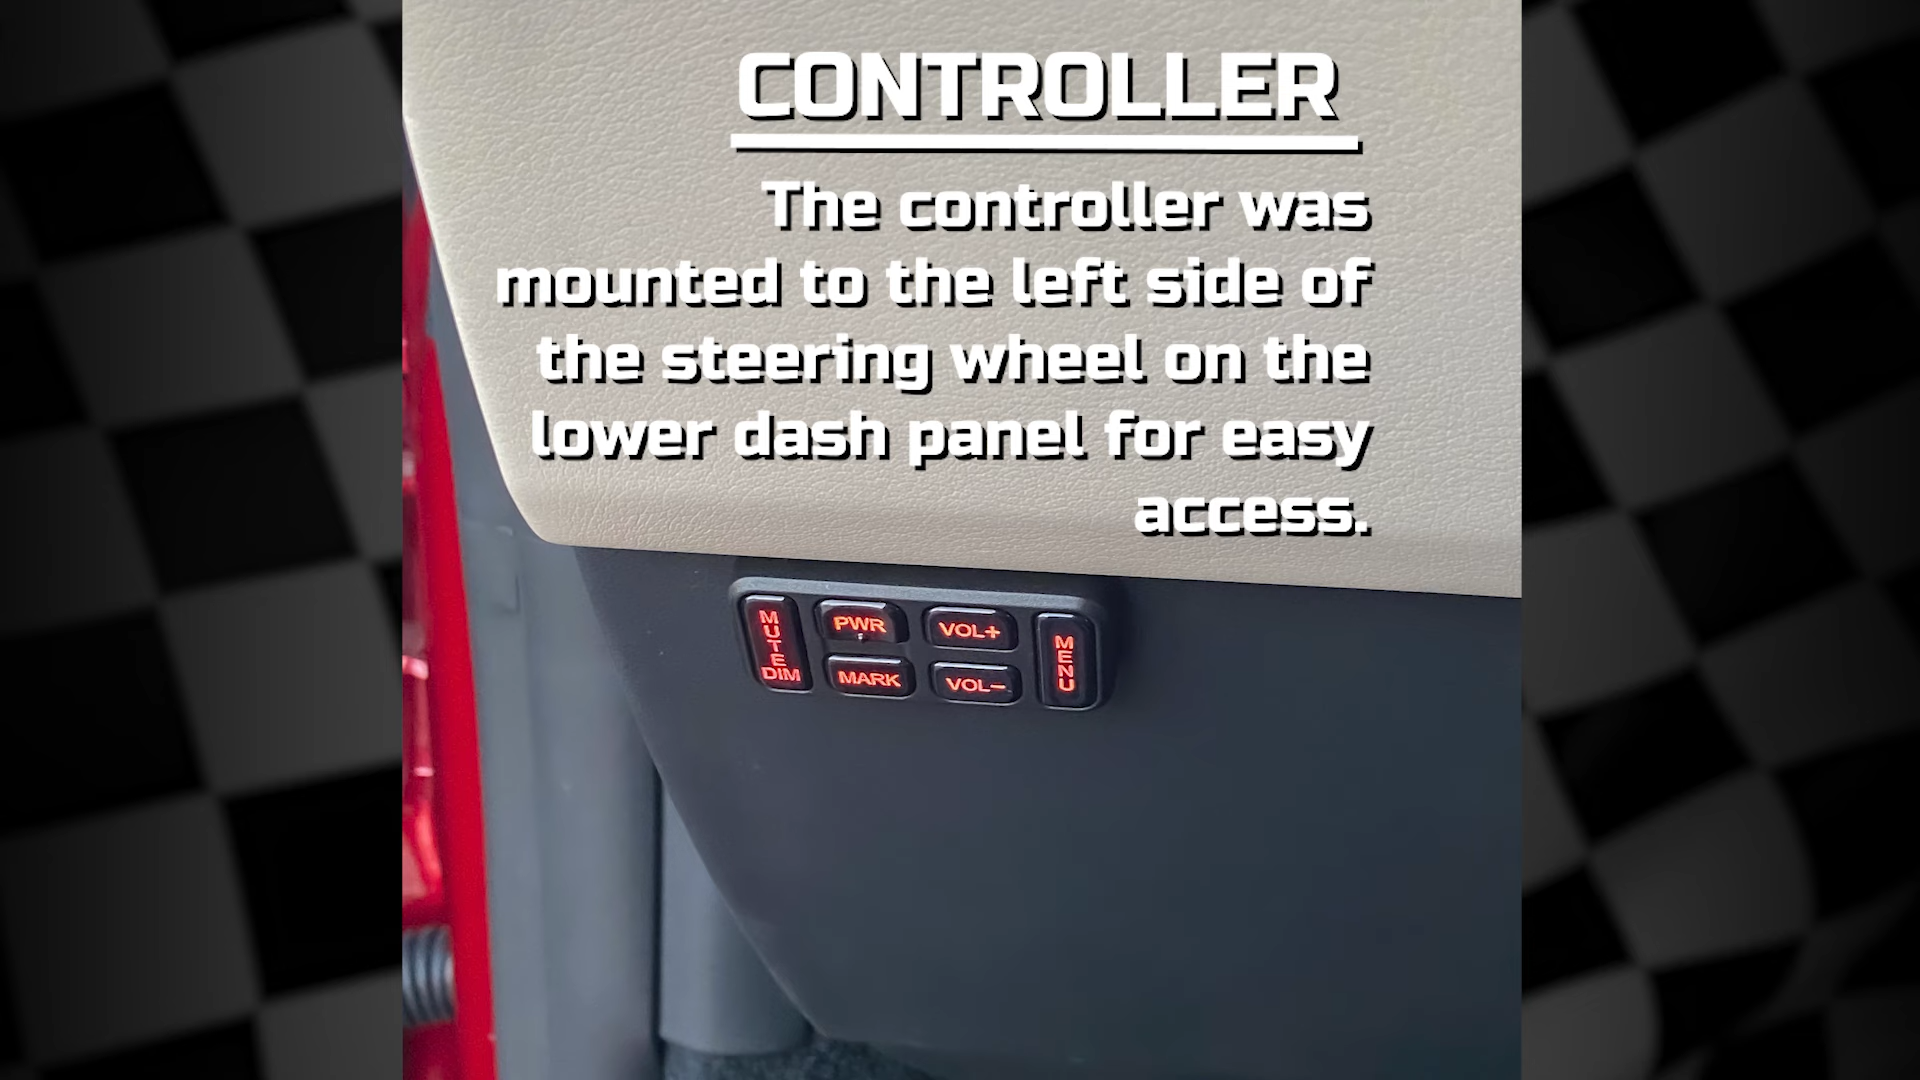 CONTROLLER
The controller was
mounted to the left side of
the steering wheel on the
lower dash panel for easy
access.
MUTE
DIM
PWR
VOL+
MENU
MARK
VOL-